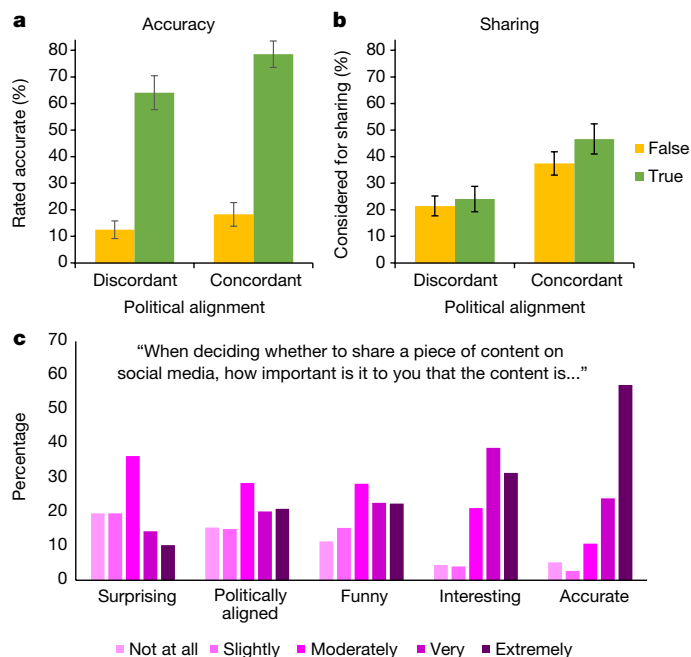 a
Accuracy
Rated accurate (%)
80
70
60
50
40
30
20
10
0
Discordant Concordant
Political alignment
b
Sharing
Considered for sharing (%)
80
70
60
50
40
30
20
10
0
Discordant Concordant
Political alignment
False
True
c
“When deciding whether to share a piece of content on
social media, how important is it to you that the content is...”
Percentage
70
60
50
40
30
20
10
0
Surprising
Politically
aligned
Funny
Interesting
Accurate
Not at all Slightly Moderately Very Extremely